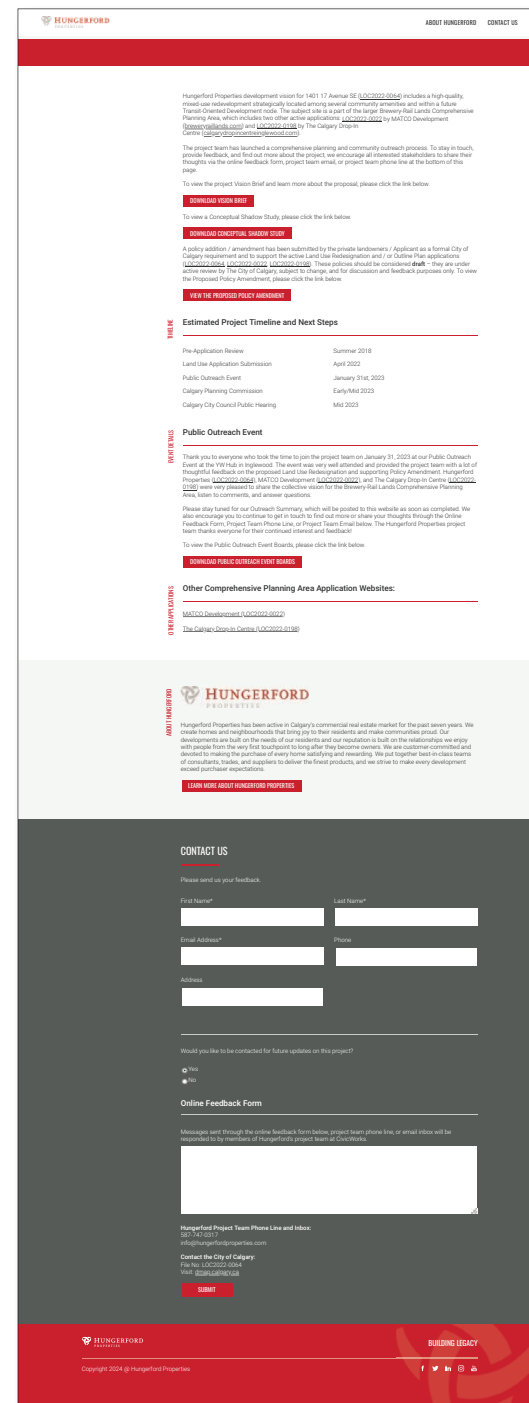 HUNGERFORD
PROPERTIES
ABOUT HUNGERFORD CONTACT US
Hungerford Properties development vision for 1401 17 Avenue SE (LOC2022-0064) includes a high-quality,
mixed-use redevelopment strategically located among several community amenities and within a future
Transit-Oriented Development node. The subject site is a part of the larger Brewery-Rail Lands Comprehensive
Planning Area, which includes two other active applications: LOC2022-0022 by MATCO Development
(breweryraillands.com) and LOC2022-0198 by The Calgary Drop-In
Centre (calgarydropincentreinglewood.com).
The project team has launched a comprehensive planning and community outreach process. To stay in touch,
provide feedback, and find out more about the project, we encourage all interested stakeholders to share their
thoughts via the online feedback form, project team email, or project team phone line at the bottom of this
page.
To view the project Vision Brief and learn more about the proposal, please click the link below.
DOWNLOAD VISION BRIEF
To view a Conceptual Shadow Study, please click the link below.
DOWNLOAD CONCEPTUAL SHADOW STUDY
A policy addition / amendment has been submitted by the private landowners / Applicant as a formal City of
Calgary requirement and to support the active Land Use Redesignation and / or Outline Plan applications
(LOC2022-0064, LOC2022-0022, LOC2022-0198). These policies should be considered draft – they are under
active review by The City of Calgary, subject to change, and for discussion and feedback purposes only. To view
the Proposed Policy Amendment, please click the link below.
VIEW THE PROPOSED POLICY AMENDMENT
TIMELINE
Estimated Project Timeline and Next Steps
Pre-Application Review Summer 2018
Land Use Application Submission April 2022
Public Outreach Event January 31st, 2023
Calgary Planning Commission Early/Mid 2023
Calgary City Council Public Hearing Mid 2023
EVENT DETAILS
Public Outreach Event
Thank you to everyone who took the time to join the project team on January 31, 2023 at our Public Outreach
Event at the YW Hub in Inglewood. The event was very well attended and provided the project team with a lot of
thoughtful feedback on the proposed Land Use Redesignation and supporting Policy Amendment. Hungerford
Properties (LOC2022-0064), MATCO Development (LOC2022-0022), and The Calgary Drop-In Centre (LOC2022-
0198) were very pleased to share the collective vision for the Brewery-Rail Lands Comprehensive Planning
Area, listen to comments, and answer questions.
Please stay tuned for our Outreach Summary, which will be posted to this website as soon as completed. We
also encourage you to continue to get in touch to find out more or share your thoughts through the Online
Feedback Form, Project Team Phone Line, or Project Team Email below. The Hungerford Properties project
team thanks everyone for their continued interest and feedback!
To view the Public Outreach Event Boards, please click the link below.
DOWNLOAD PUBLIC OUTREACH EVENT BOARDS
OTHER APPLICATIONS
Other Comprehensive Planning Area Application Websites:
MATCO Development (LOC2022-0022)
The Calgary Drop-In Centre (LOC2022-0198)
ABOUT HUNGERFORD
HUNGERFORD
PROPERTIES
Hungerford Properties has been active in Calgary's commercial real estate market for the past seven years. We
create homes and neighbourhoods that bring joy to their residents and make communities proud. Our
developments are built on the needs of our residents and our reputation is built on the relationships we enjoy
with people from the very first touchpoint to long after they become owners. We are customer-committed and
devoted to making the purchase of every home satisfying and rewarding. We put together best-in-class teams
of consultants, trades, and suppliers to deliver the finest products, and we strive to make every development
exceed purchaser expectations.
LEARN MORE ABOUT HUNGERFORD PROPERTIES
CONTACT US
Please send us your feedback.
First Name* Last Name*
Email Address* Phone
Address
Would you like to be contacted for future updates on this project?
Yes
No
Online Feedback Form
Messages sent through the online feedback form below, project team phone line, or email inbox will be
responded to by members of Hungerford's project team at CivicWorks.
Hungerford Project Team Phone Line and Inbox:
587-747-0317
info@hungerfordproperties.com
Contact the City of Calgary:
File No. LOC2022-0064
Visit: dmap.calgary.ca
SUBMIT
HUNGERFORD
PROPERTIES
BUILDING LEGACY
Copyright 2024 @ Hungerford Properties